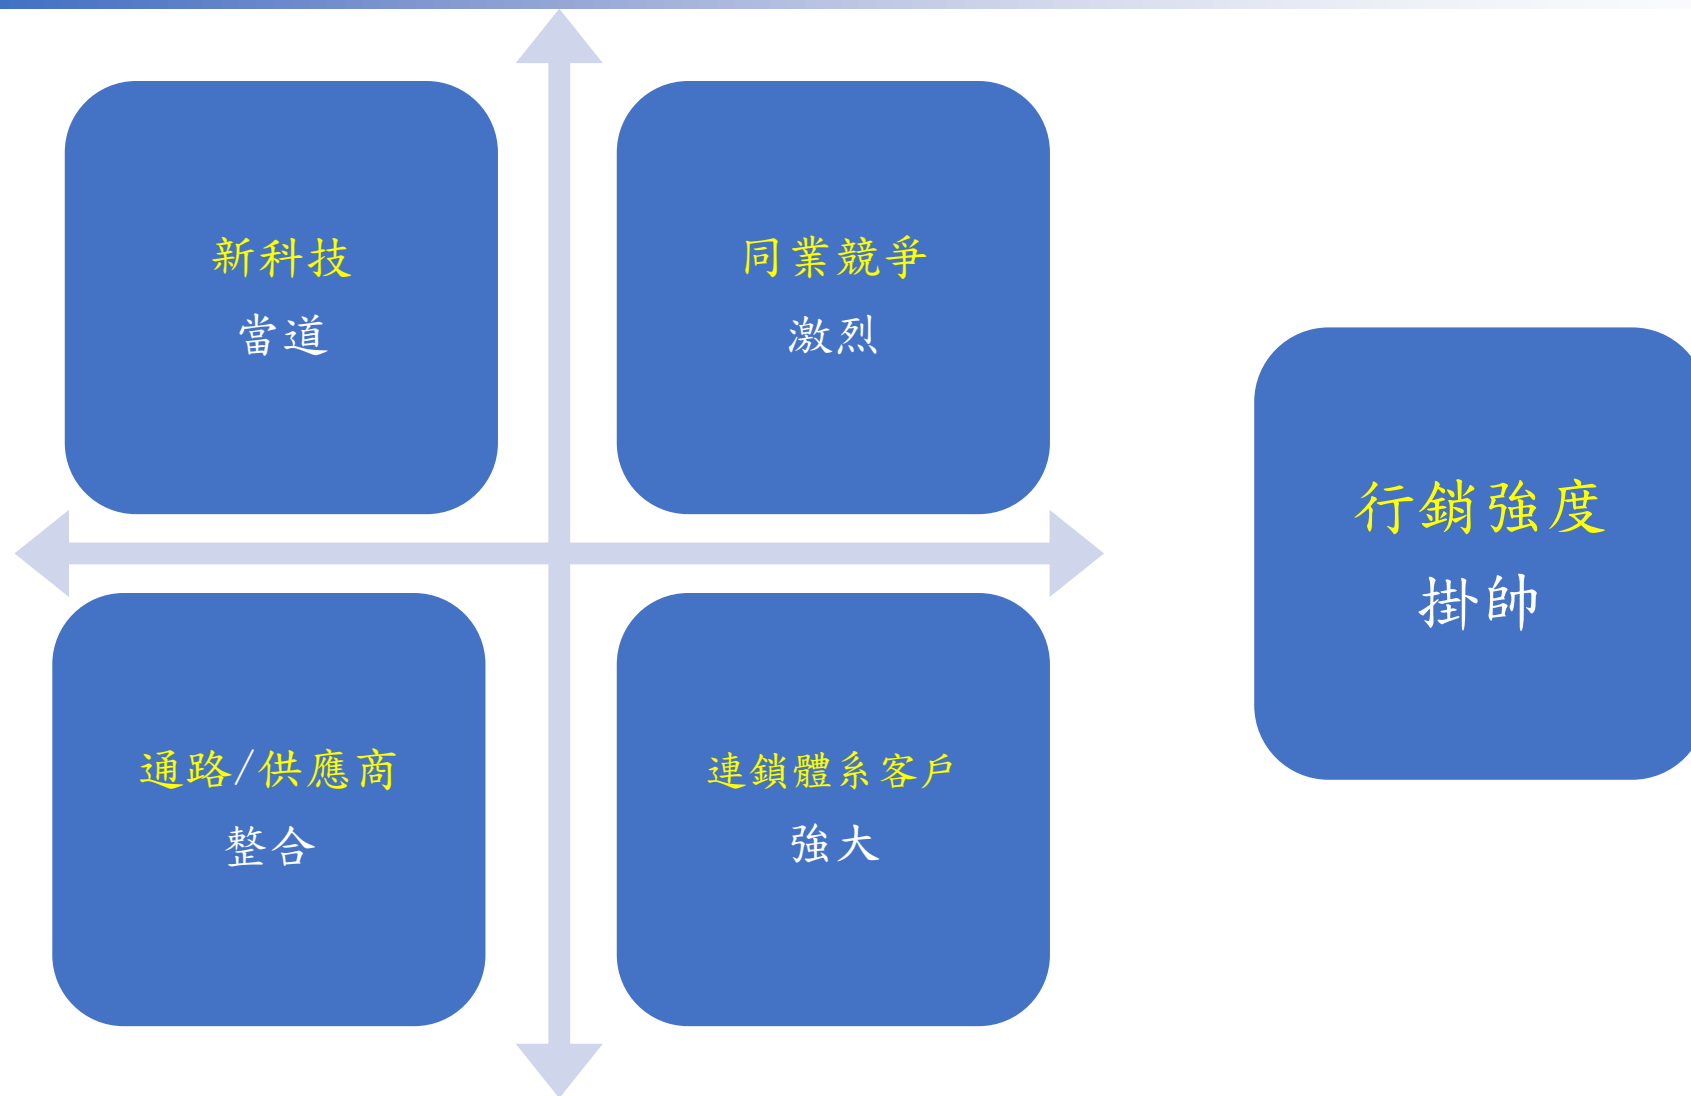 新科技
當道
同業競爭
激烈
通路/供應商
整合
連鎖體系客戶
強大
行銷強度
掛帥